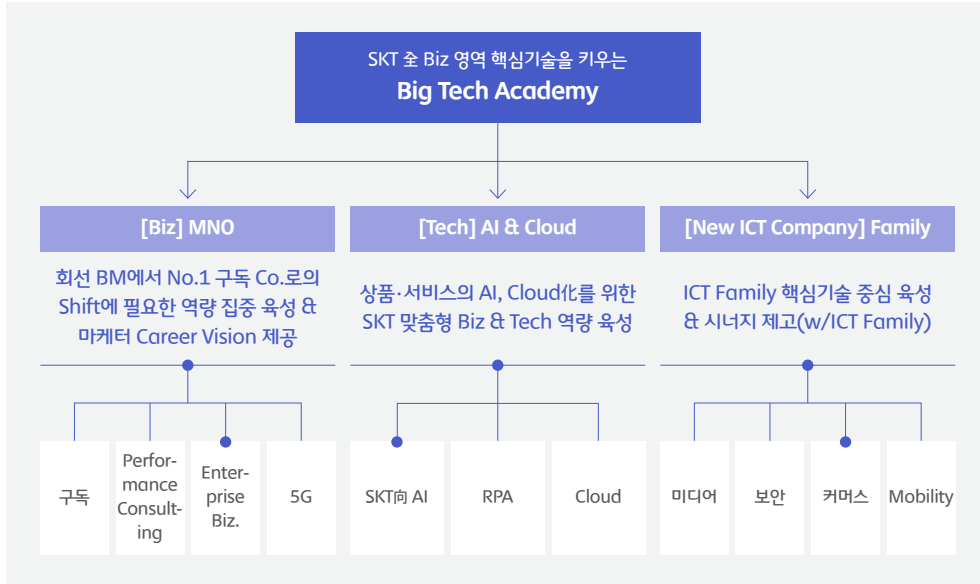 SKT 全 Biz 영역 핵심기술을 키우는
Big Tech Academy
[Biz] MNO
회선 BM에서 No.1 구독 Co.로의
Shift에 필요한 역량 집중 육성 &
마케터 Career Vision 제공
구독
Perfor-
mance
Consult-
ing
Enter-
prise
Biz.
5G
[Tech] AI & Cloud
상품·서비스의 AI, Cloud化를 위한
SKT 맞춤형 Biz & Tech 역량 육성
SKT向 AI
RPA
Cloud
[New ICT Company] Family
ICT Family 핵심기술 중심 육성
& 시너지 제고(w/ICT Family)
미디어
보안
커머스
Mobility